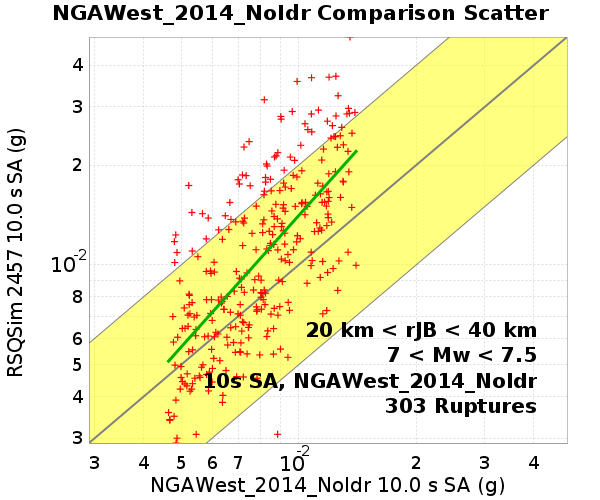 NGAWest_2014_NoIdr Comparison Scatter
RSQSim 2457 10.0 s SA (g)
4
3
2
10-2
8
6
5
4
3
20 km < rJB < 40 km
7 < Mw < 7.5
10s SA, NGAWest_2014_NoIdr
303 Ruptures
3 4 5 6 7 10-2 2 3 4
NGAWest_2014_NoIdr 10.0 s SA (g)